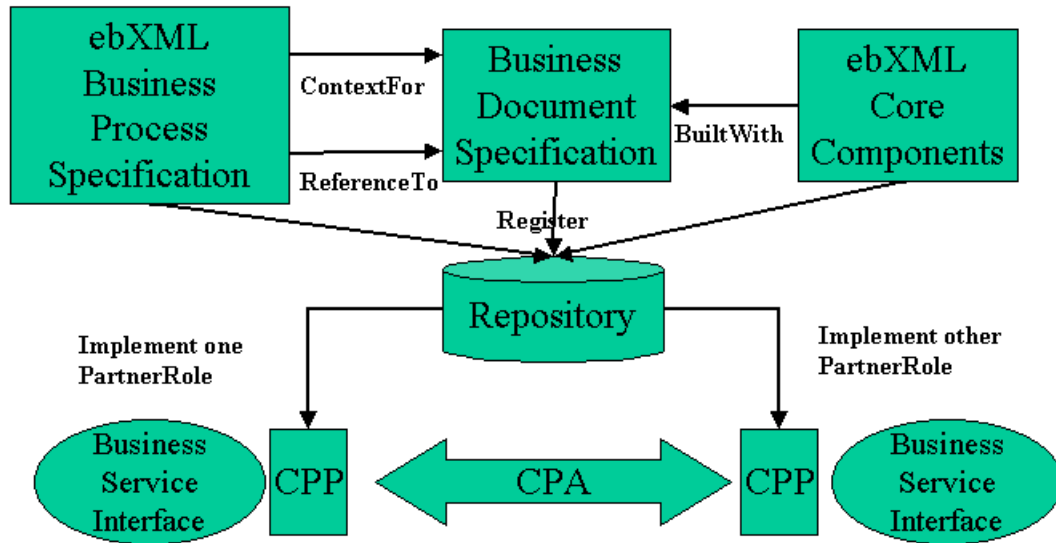 ebXML
Business
Process
Specification
ContextFor
ReferenceTo
Business
Document
Specification
BuiltWith
ebXML
Core
Components
Register
Repository
Implement one
PartnerRole
Implement other
PartnerRole
Business
Service
Interface
CPP
CPA
CPP
Business
Service
Interface